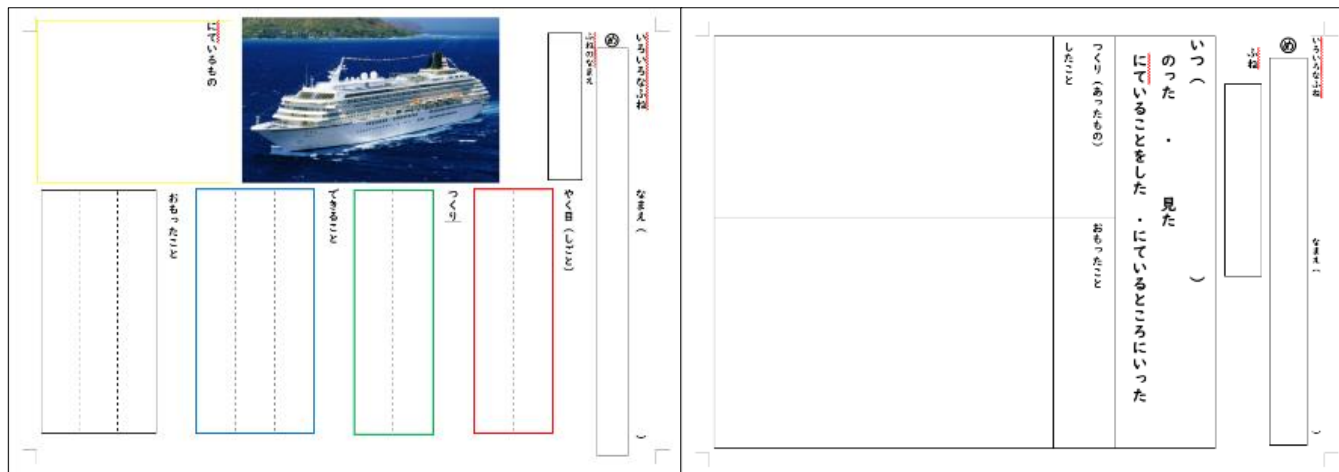 いろいろなふね　なまえ（　）
㋱
ふねのなまえ
にているもの
やく目（しごと）
つくり
できること
おもったこと
いろいろなふね　なまえ（　）
㋱
ふね
いつ（　）
のった　・　見た
にていることをした　・にているところにいった
つくり（あったもの）
したこと
おもったこと